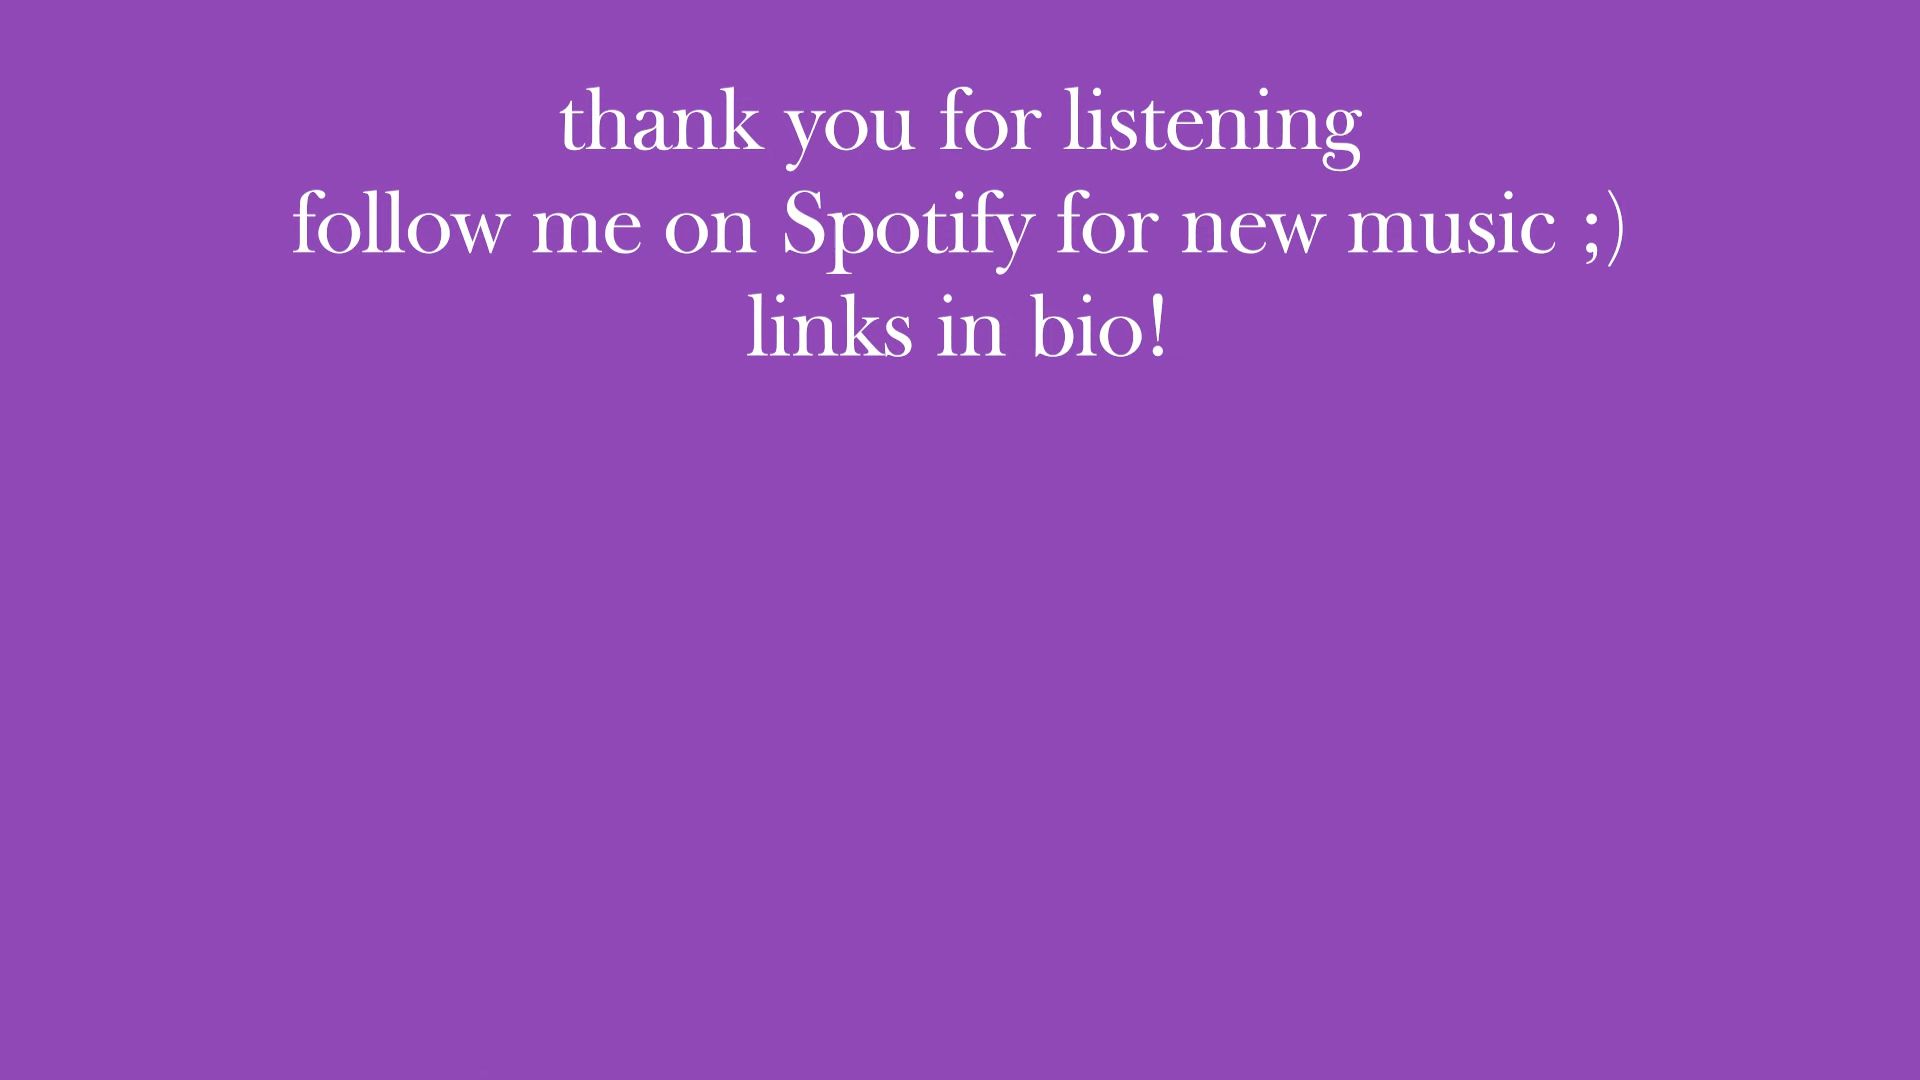 thank you for listening
follow me on Spotify for new music ;)
links in bio!